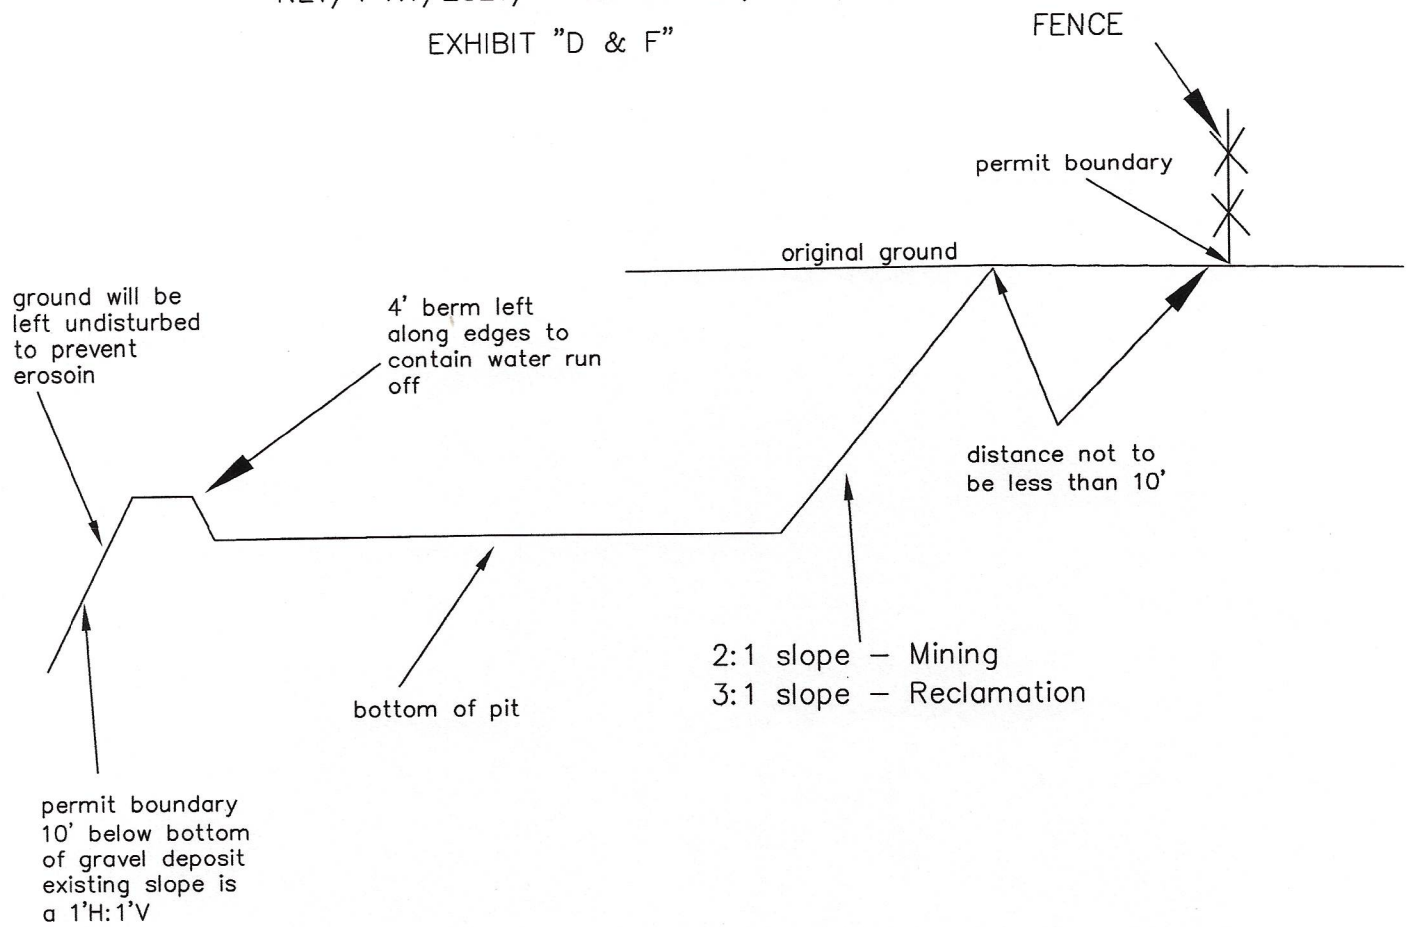 EXHIBIT "D & F"
FENCE
permit boundary
original ground
ground will be
left undisturbed
to prevent
erosoin
4' berm left
along edges to
contain water run
off
distance not to
be less than 10'
2:1 slope – Mining
3:1 slope – Reclamation
bottom of pit
permit boundary
10' below bottom
of gravel deposit
existing slope is
a 1'H:1'V